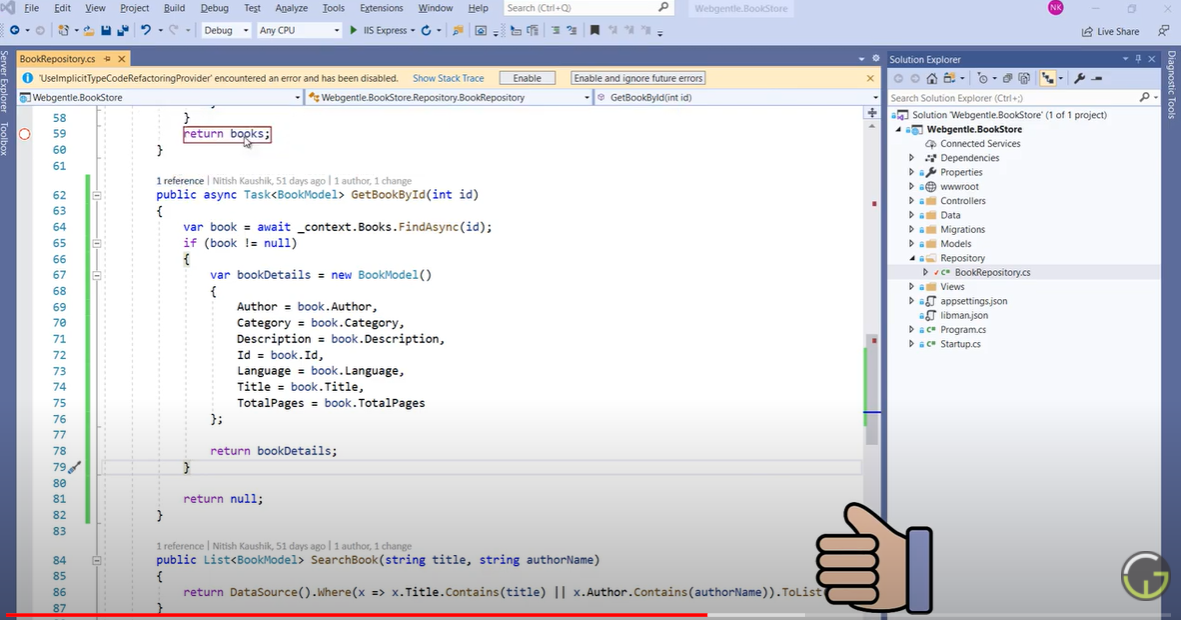 File Edit View Project Build Debug Test Analyze Tools Extensions Window Help Search (Ctrl+Q) Webgentle.BookStore NK
Debug Any CPU IIS Express Live Share
BookRepository.cs
'UseImplicitTypeCodeRefactoringProvider' encountered an error and has been disabled. Show Stack Trace Enable Enable and ignore future errors
Webgentle.BookStore Webgentle.BookStore.Repository.BookRepository GetBookById(int id)
Server Explorer
Toolbox
58 }
59 return books;
60 }
61
1 reference | Nitish Kaushik, 51 days ago | 1 author, 1 change
62 public async Task<BookModel> GetBookById(int id)
63 {
64 var book = await _context.Books.FindAsync(id);
65 if (book != null)
66 {
67 var bookDetails = new BookModel()
68 {
69 Author = book.Author,
70 Category = book.Category,
71 Description = book.Description,
72 Id = book.Id,
73 Language = book.Language,
74 Title = book.Title,
75 TotalPages = book.TotalPages
76 };
77
78 return bookDetails;
79 }
80
81 return null;
82 }
83
1 reference | Nitish Kaushik, 51 days ago | 1 author, 1 change
84 public List<BookModel> SearchBook(string title, string authorName)
85 {
86 return DataSource().Where(x => x.Title.Contains(title) || x.Author.Contains(authorName)).ToList
87 }
Solution Explorer
Search Solution Explorer (Ctrl+;)
Solution 'Webgentle.BookStore' (1 of 1 project)
Webgentle.BookStore
Connected Services
Dependencies
Properties
wwwroot
Controllers
Data
Migrations
Models
Repository
C# BookRepository.cs
Views
appsettings.json
libman.json
C# Program.cs
C# Startup.cs
Diagnostic Tools